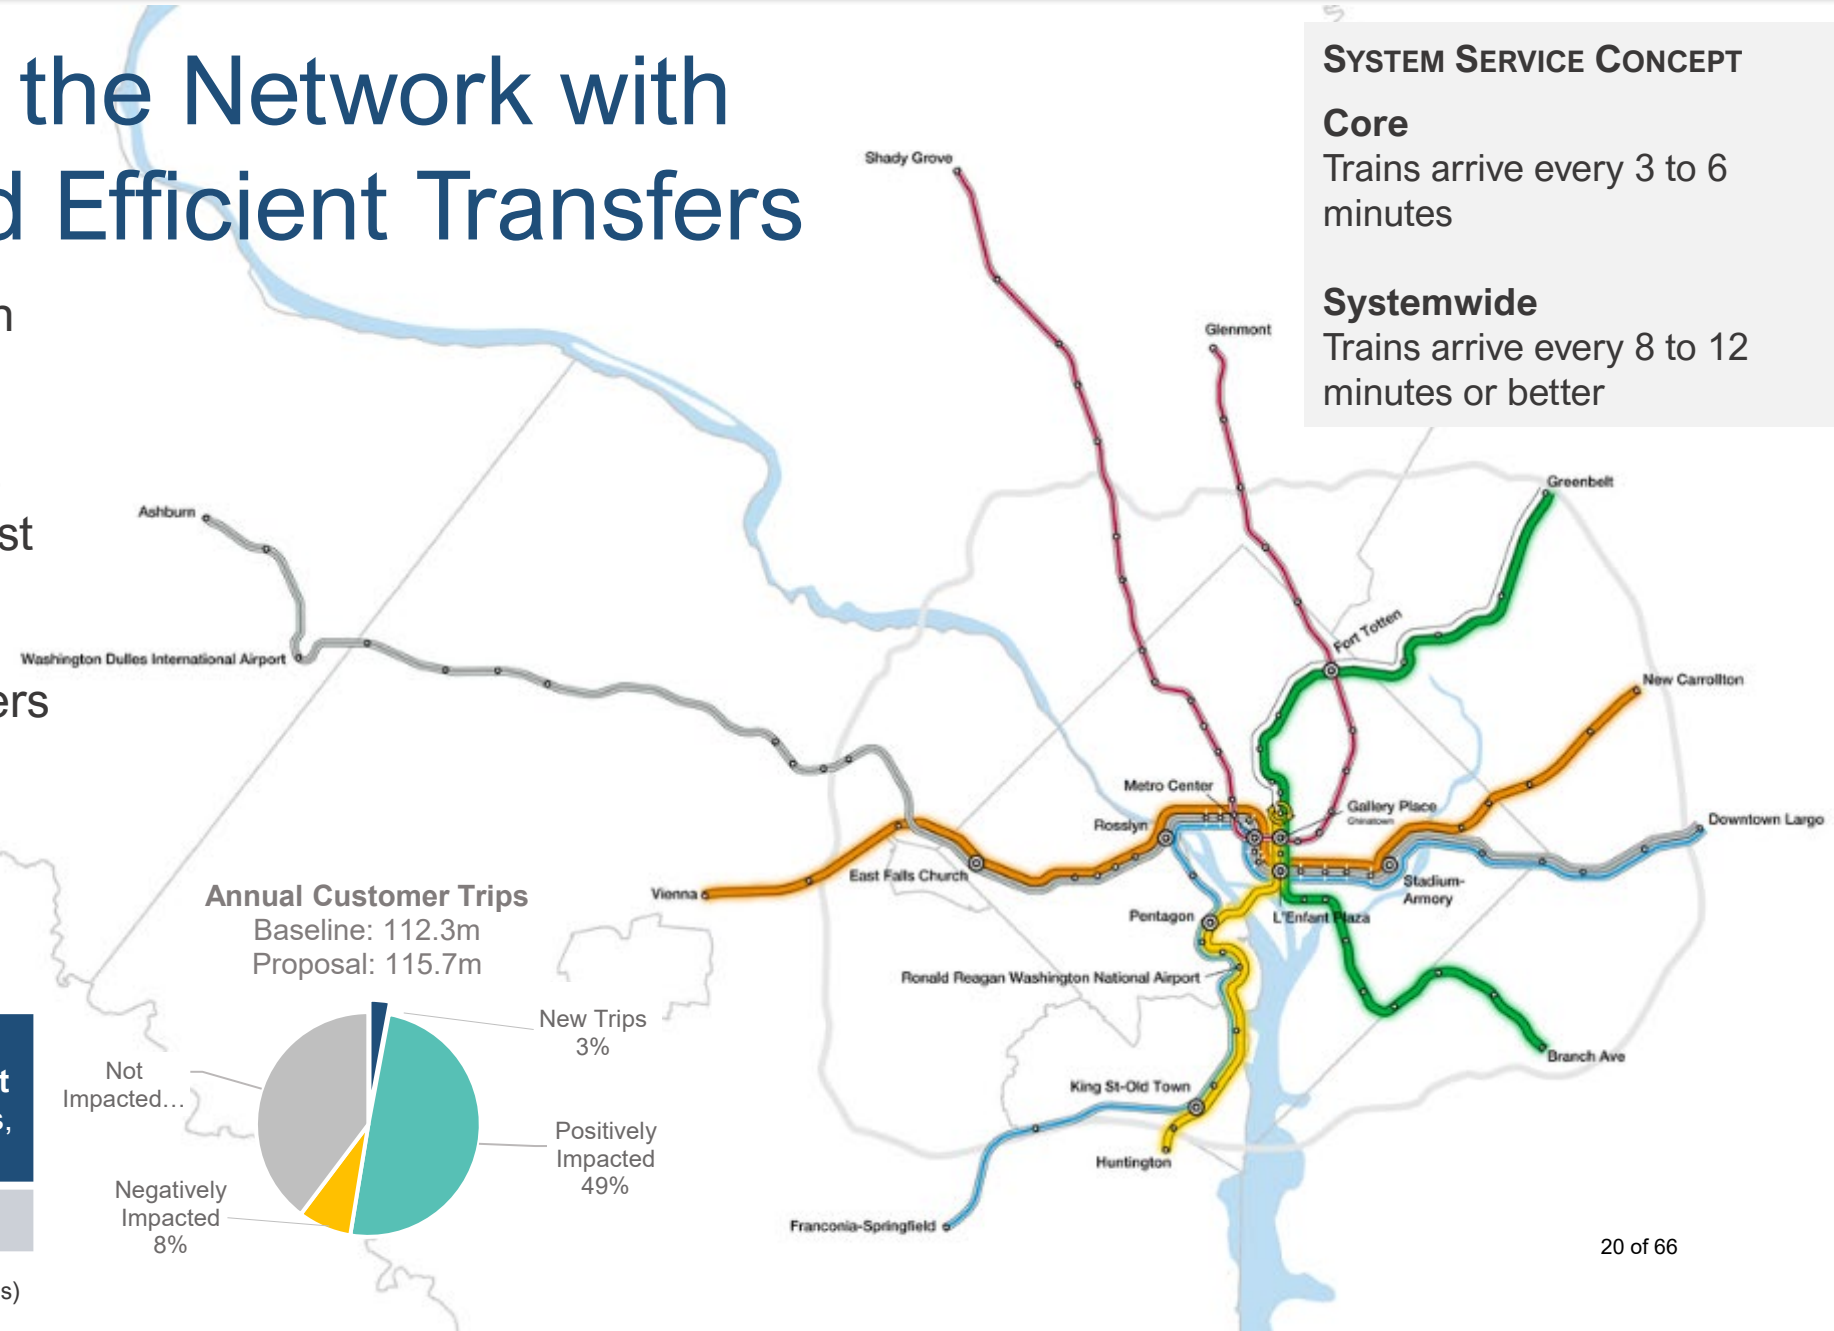 the Network with
d Efficient Transfers
n
st
ers
t
s,
s)
SYSTEM SERVICE CONCEPT
Core
Trains arrive every 3 to 6
minutes
Systemwide
Trains arrive every 8 to 12
minutes or better
Shady Grove
Glenmont
Greenbelt
Ashburn
Washington Dulles International Airport
Fort Totten
New Carrollton
Metro Center
Gallery Place
Chinatown
Rosslyn
Downtown Largo
East Falls Church
Vienna
Stadium-
Armory
Pentagon
L'Enfant Plaza
Ronald Reagan Washington National Airport
Branch Ave
King St-Old Town
Huntington
Franconia-Springfield
Annual Customer Trips
Baseline: 112.3m
Proposal: 115.7m
New Trips
3%
Not
Impacted…
Positively
Impacted
49%
Negatively
Impacted
8%
20 of 66